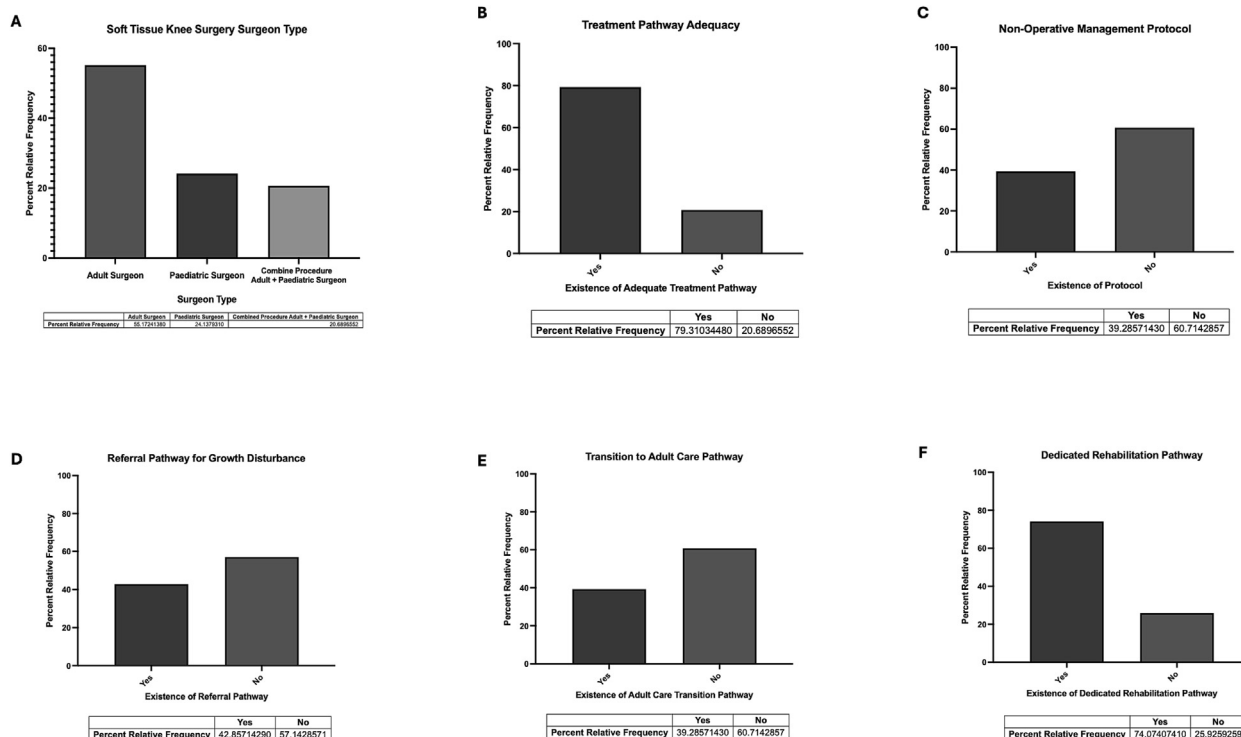 A
Soft Tissue Knee Surgery Surgeon Type
Percent Relative Frequency
60
40
20
0
Adult Surgeon
Paediatric Surgeon
Combine Procedure
Adult + Paediatric Surgeon
Surgeon Type
Adult Surgeon Paediatric Surgeon Combined Procedure Adult + Paediatric Surgeon
Percent Relative Frequency 55.17241380 24.1379310 20.6896552
B
Treatment Pathway Adequacy
Percent Relative Frequency
100
80
60
40
20
0
Yes
No
Existence of Adequate Treatment Pathway
Yes No
Percent Relative Frequency 79.31034480 20.6896552
C
Non-Operative Management Protocol
Percent Relative Frequency
100
80
60
40
20
0
Yes
No
Existence of Protocol
Yes No
Percent Relative Frequency 39.28571430 60.7142857
D
Referral Pathway for Growth Disturbance
Percent Relative Frequency
100
80
60
40
20
0
Yes
No
Existence of Referral Pathway
Yes No
Percent Relative Frequency 42.85714290 57.1428571
E
Transition to Adult Care Pathway
Percent Relative Frequency
100
80
60
40
20
0
Yes
No
Existence of Adult Care Transition Pathway
Yes No
Percent Relative Frequency 39.28571430 60.7142857
F
Dedicated Rehabilitation Pathway
Percent Relative Frequency
100
80
60
40
20
0
Yes
No
Existence of Dedicated Rehabilitation Pathway
Yes No
Percent Relative Frequency 74.07407410 25.9259259